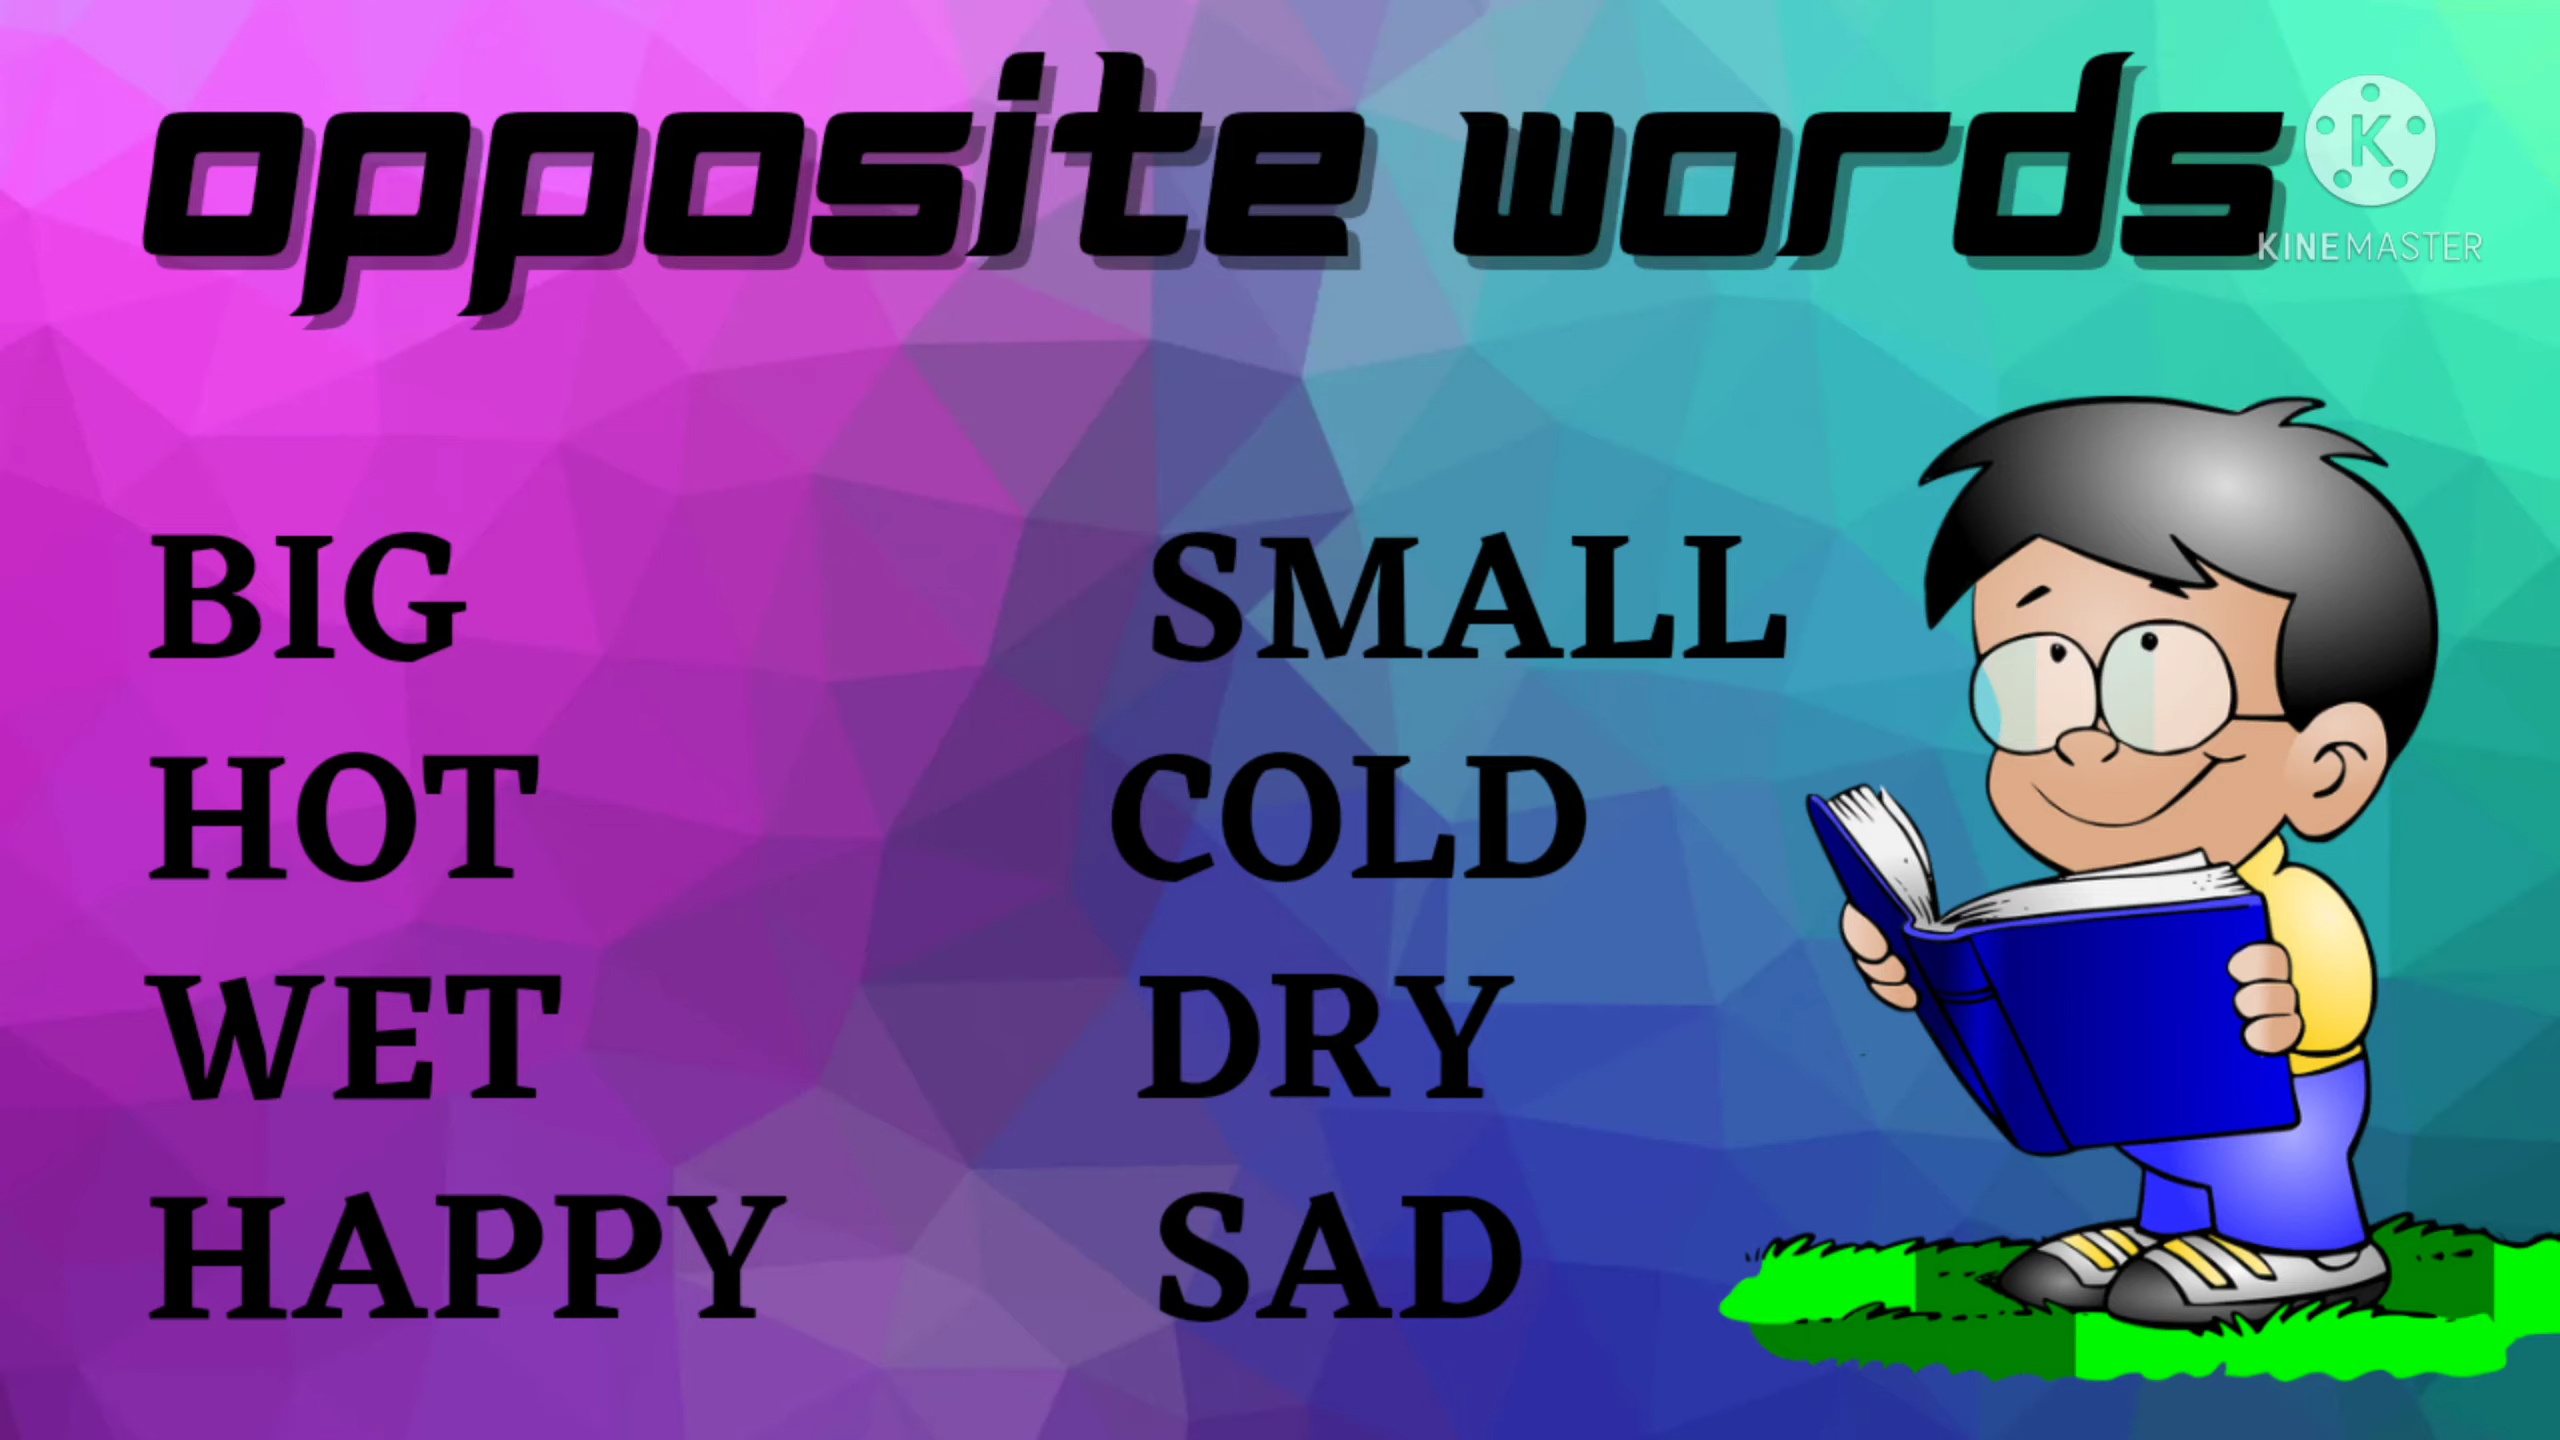 opposite words
K
KINEMASTER
BIG SMALL
HOT COLD
WET DRY
HAPPY SAD